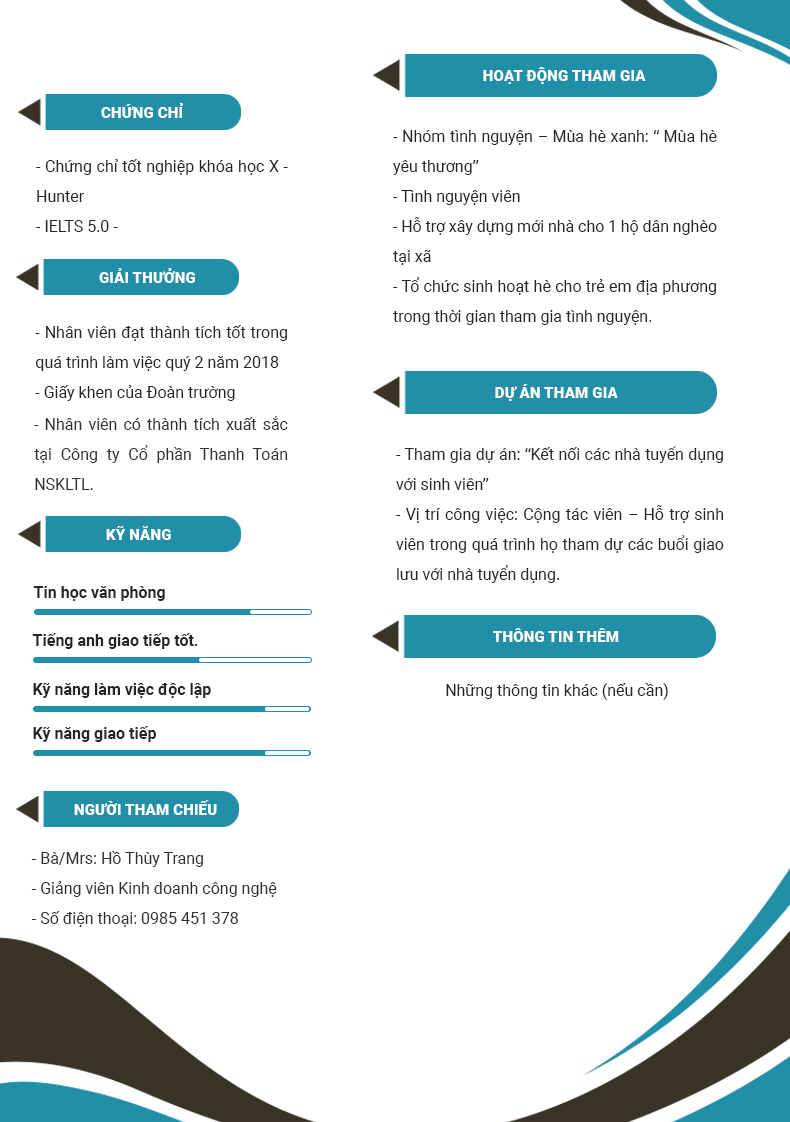 CHỨNG CHỈ
- Chứng chỉ tốt nghiệp khóa học X -
Hunter
- IELTS 5.0 -
GIẢI THƯỞNG
- Nhân viên đạt thành tích tốt trong
quá trình làm việc quý 2 năm 2018
- Giấy khen của Đoàn trường
- Nhân viên có thành tích xuất sắc
tại Công ty Cổ phần Thanh Toán
NSKLTL.
KỸ NĂNG
Tin học văn phòng
Tiếng anh giao tiếp tốt.
Kỹ năng làm việc độc lập
Kỹ năng giao tiếp
NGƯỜI THAM CHIẾU
- Bà/Mrs: Hồ Thùy Trang
- Giảng viên Kinh doanh công nghệ
- Số điện thoại: 0985 451 378
HOẠT ĐỘNG THAM GIA
- Nhóm tình nguyện – Mùa hè xanh: “ Mùa hè
yêu thương”
- Tình nguyện viên
- Hỗ trợ xây dựng mới nhà cho 1 hộ dân nghèo
tại xã
- Tổ chức sinh hoạt hè cho trẻ em địa phương
trong thời gian tham gia tình nguyện.
DỰ ÁN THAM GIA
- Tham gia dự án: “Kết nối các nhà tuyển dụng
với sinh viên”
- Vị trí công việc: Cộng tác viên – Hỗ trợ sinh
viên trong quá trình họ tham dự các buổi giao
lưu với nhà tuyển dụng.
THÔNG TIN THÊM
Những thông tin khác (nếu cần)